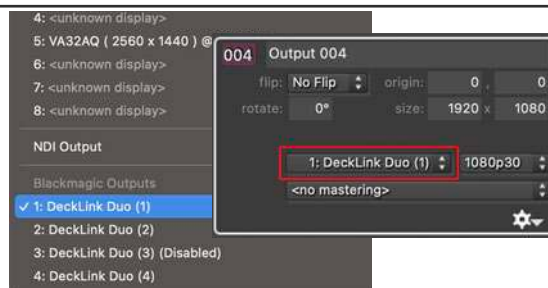 4: <unknown display>
5: VA32AQ ( 2560 x 1440 ) @
6: <unknown display>
7: <unknown display>
8: <unknown display>
NDI Output
Blackmagic Outputs
✓ 1: DeckLink Duo (1)
2: DeckLink Duo (2)
3: DeckLink Duo (3) (Disabled)
4: DeckLink Duo (4)
004 Output 004
flip: No Flip origin: 0 , 0
rotate: 0° size: 1920 x 1080
1: DeckLink Duo (1) 1080p30
<no mastering>